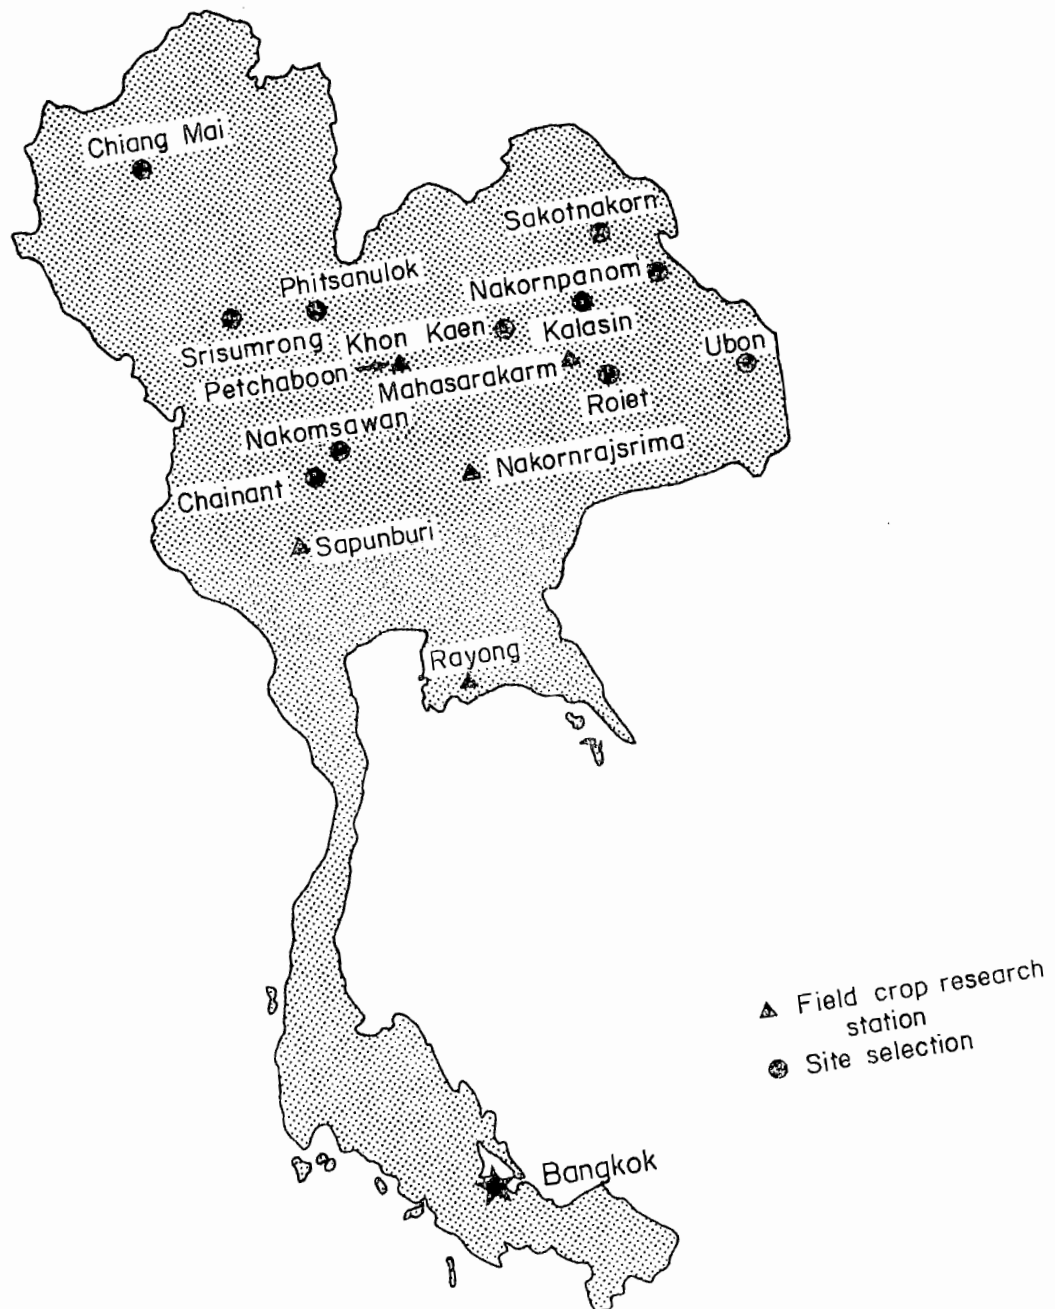 Chiang Mai
Sakotnakorn
Phitsanulok
Nakornpanom
Srisumrong
Khon Kaen
Kalasin
Ubon
Petchaboon
Mahasarakarm
Roiet
Nakomsawan
Nakornrajsrima
Chainant
Sapunburi
Rayong
Field crop research
station
Site selection
Bangkok